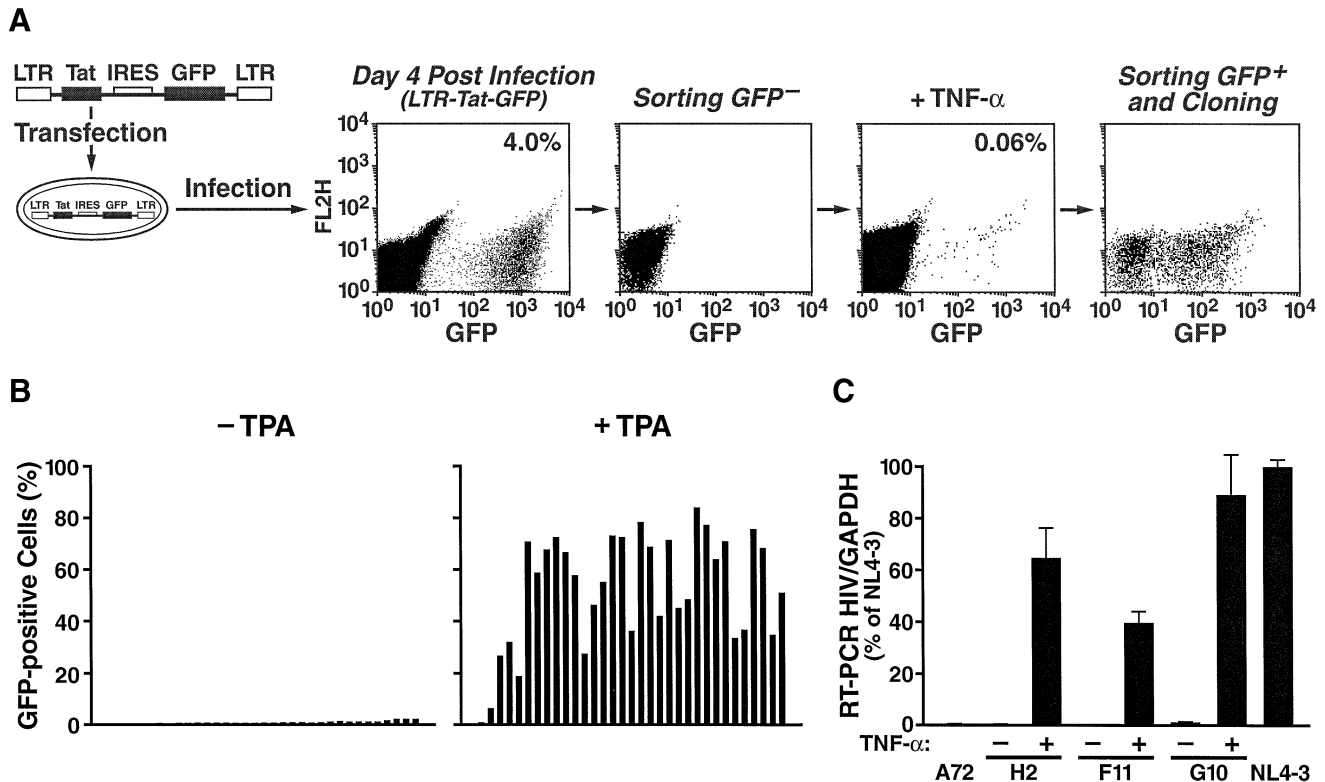 A
LTR Tat IRES GFP LTR
Transfection
LTR Tat IRES GFP LTR
Infection
Day 4 Post Infection
(LTR-Tat-GFP)
Sorting GFP−
+ TNF-α
Sorting GFP+
and Cloning
4.0%
0.06%
FL2H
10⁴
10³
10²
10¹
10⁰
10⁰ 10¹ 10² 10³ 10⁴
GFP
10⁰ 10¹ 10² 10³ 10⁴
GFP
10⁰ 10¹ 10² 10³ 10⁴
GFP
10⁰ 10¹ 10² 10³ 10⁴
GFP
B
− TPA
+ TPA
GFP-positive Cells (%)
100
80
60
40
20
0
C
RT-PCR HIV/GAPDH
(% of NL4-3)
100
80
60
40
20
0
TNF-α: − + − + − +
A72 H2 F11 G10 NL4-3